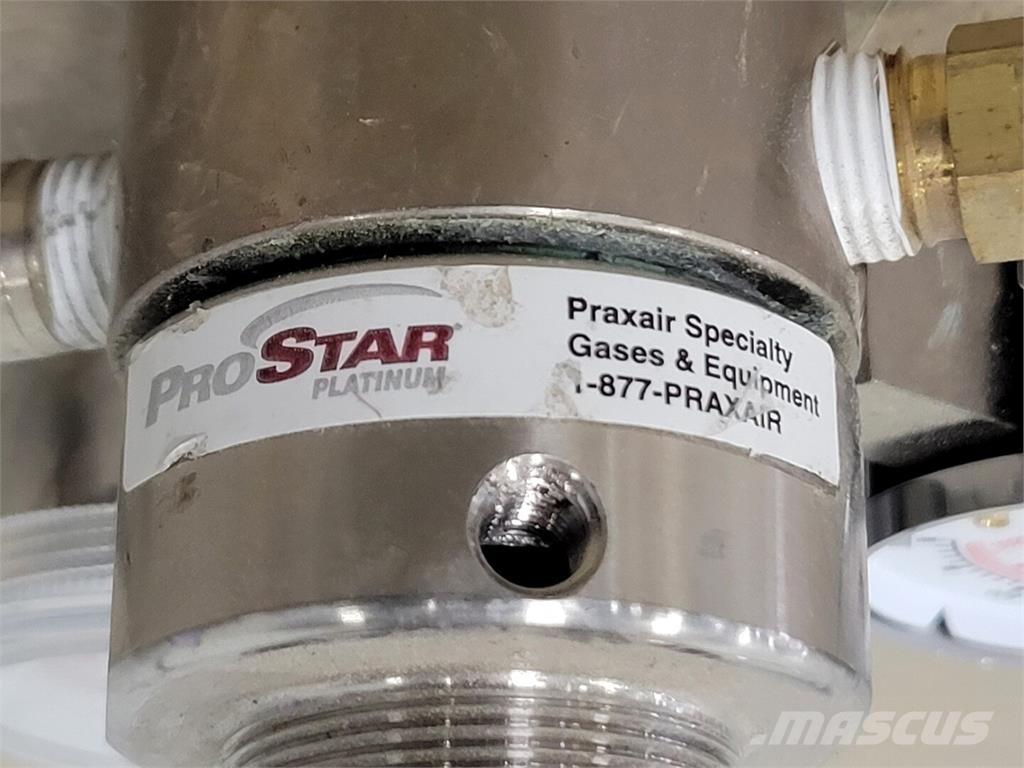 PROSTAR
PLATINUM
Praxair Specialty
Gases & Equipment
1-877-PRAXAIR
MASCUS